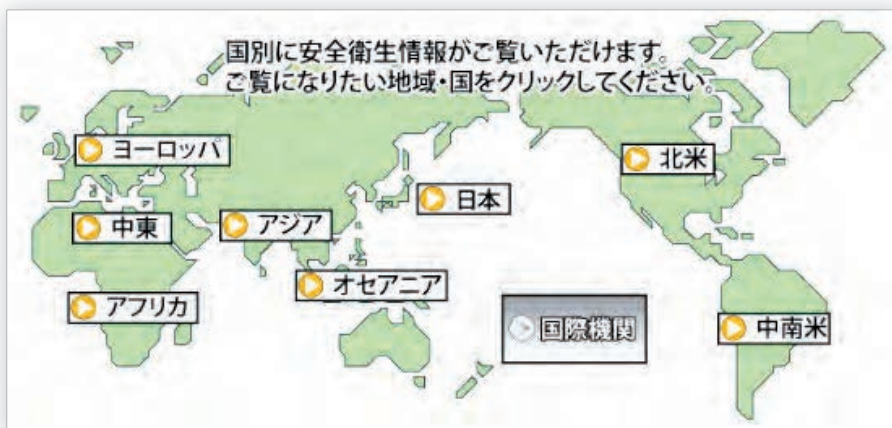 国別に安全衛生情報がご覧いただけます。
ご覧になりたい地域・国をクリックしてください。
ヨーロッパ
北米
日本
中東
アジア
オセアニア
アフリカ
国際機関
中南米